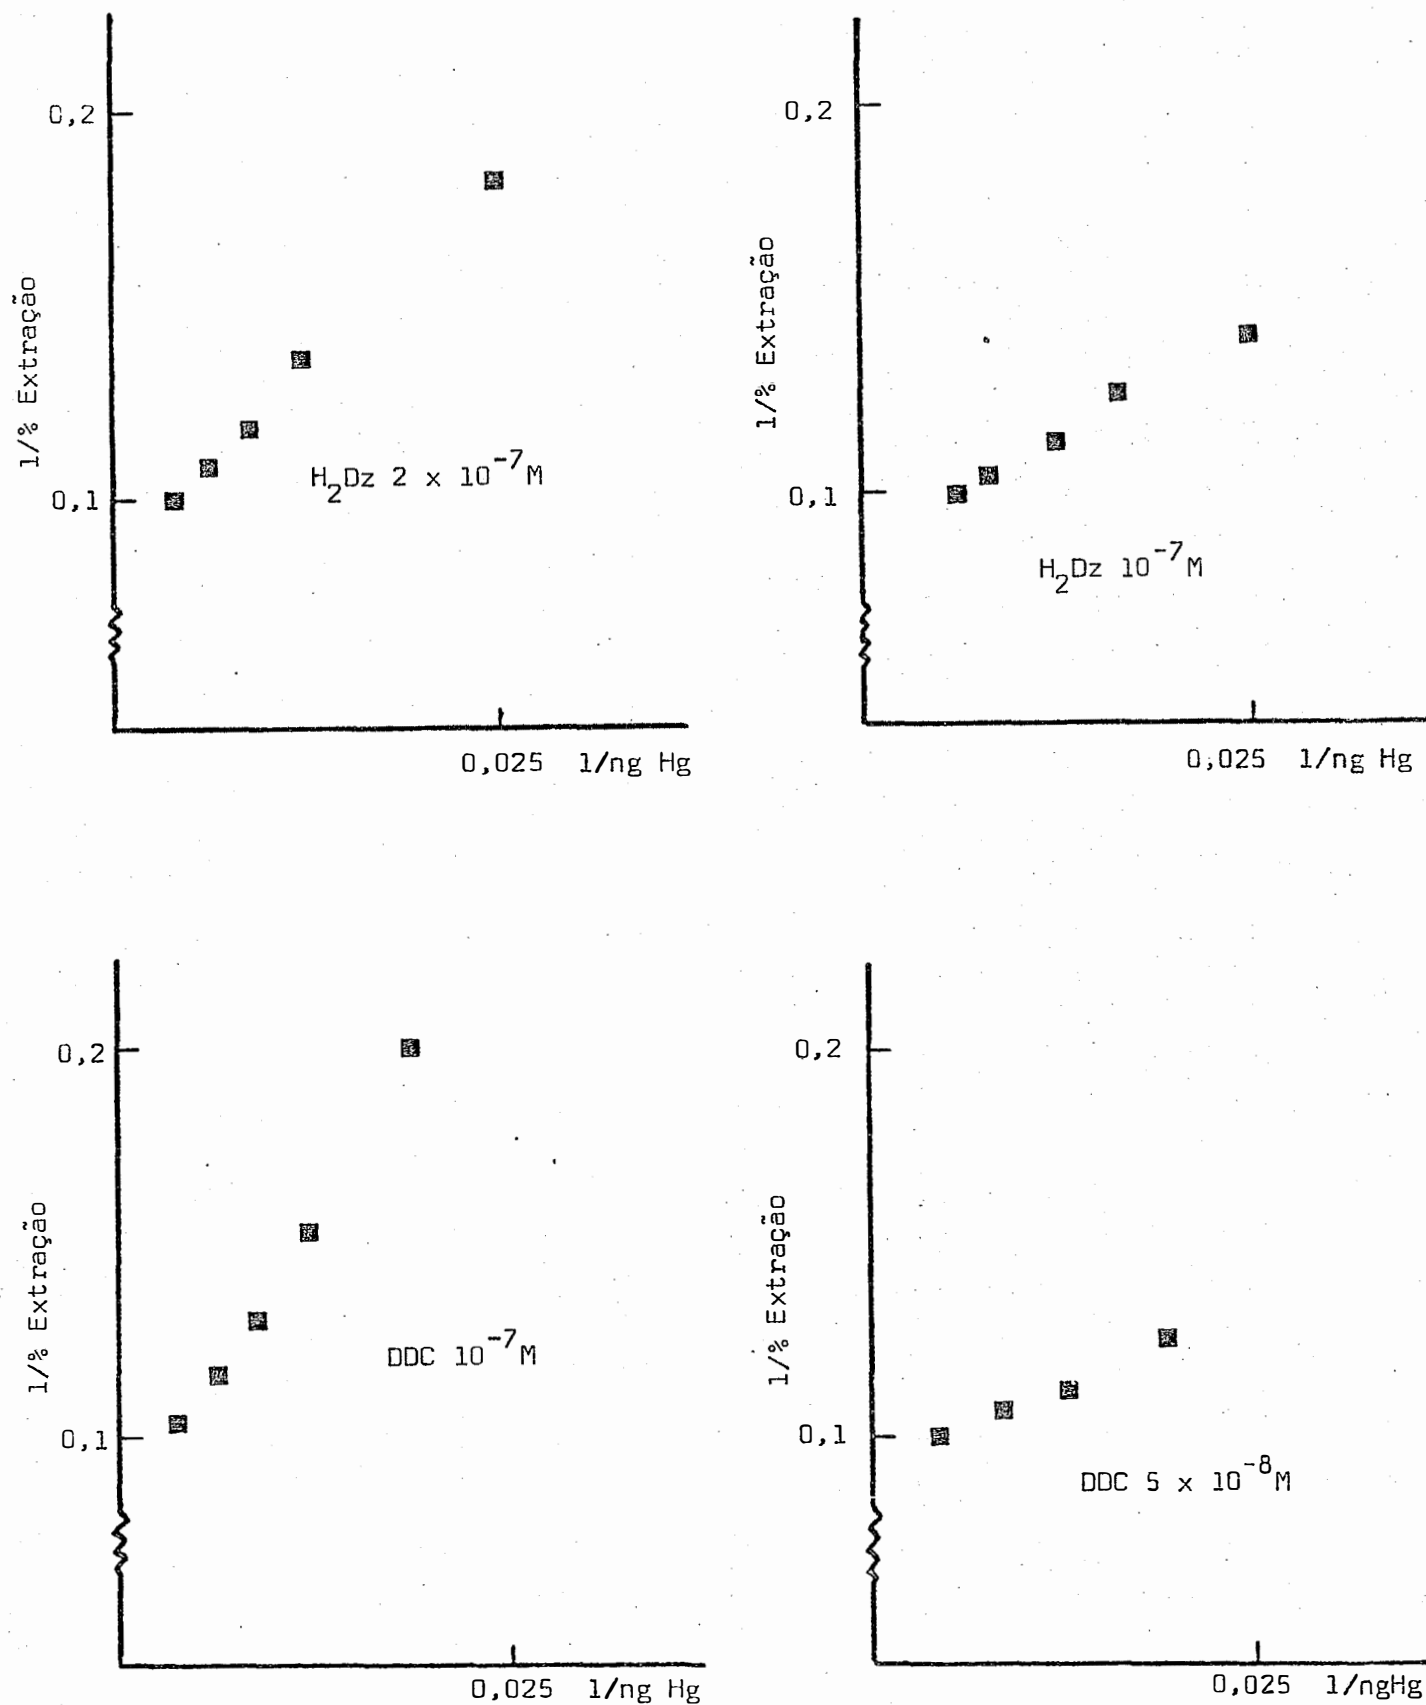 0,2
1/% Extração
0,1
H2Dz 2 x 10-7M
0,025 1/ng Hg
0,2
1/% Extração
0,1
H2Dz 10-7M
0,025 1/ng Hg
0,2
1/% Extração
0,1
DDC 10-7M
0,025 1/ng Hg
0,2
1/% Extração
0,1
DDC 5 x 10-8M
0,025 1/ngHg